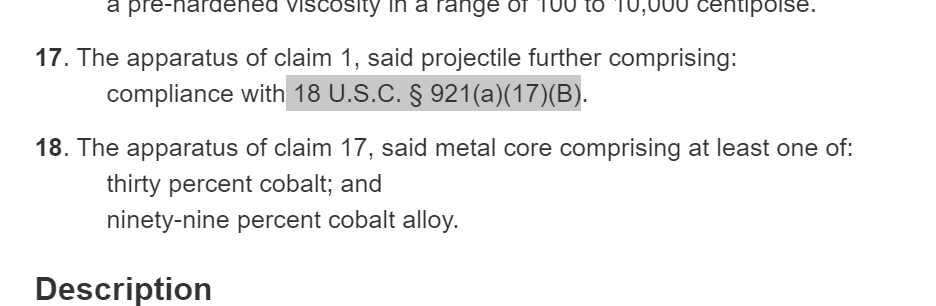 a pre-hardened viscosity in a range of 100 to 10,000 centipoise.
17. The apparatus of claim 1, said projectile further comprising:
compliance with 18 U.S.C. § 921(a)(17)(B).
18. The apparatus of claim 17, said metal core comprising at least one of:
thirty percent cobalt; and
ninety-nine percent cobalt alloy.
Description